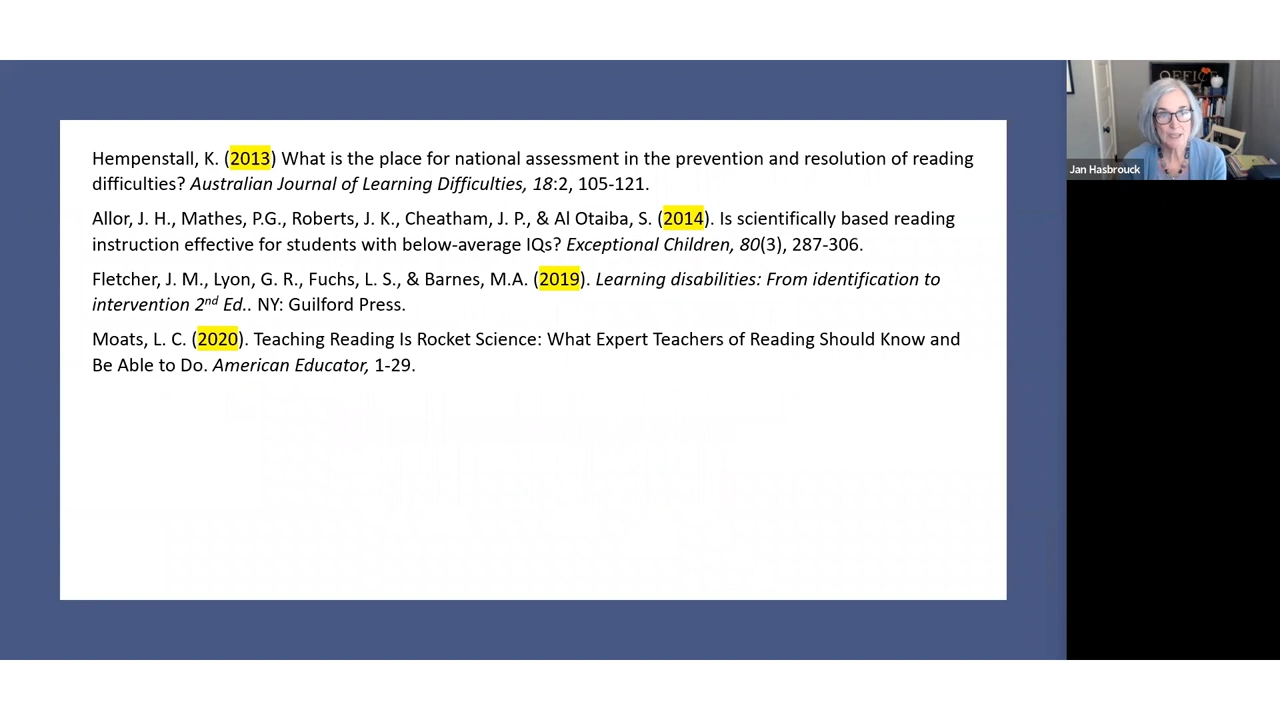 Hempenstall, K. (2013) What is the place for national assessment in the prevention and resolution of reading
difficulties? Australian Journal of Learning Difficulties, 18:2, 105-121.
Allor, J. H., Mathes, P.G., Roberts, J. K., Cheatham, J. P., & Al Otaiba, S. (2014). Is scientifically based reading
instruction effective for students with below-average IQs? Exceptional Children, 80(3), 287-306.
Fletcher, J. M., Lyon, G. R., Fuchs, L. S., & Barnes, M.A. (2019). Learning disabilities: From identification to
intervention 2nd Ed.. NY: Guilford Press.
Moats, L. C. (2020). Teaching Reading Is Rocket Science: What Expert Teachers of Reading Should Know and
Be Able to Do. American Educator, 1-29.
OFFICE
Jan Hasbrouck